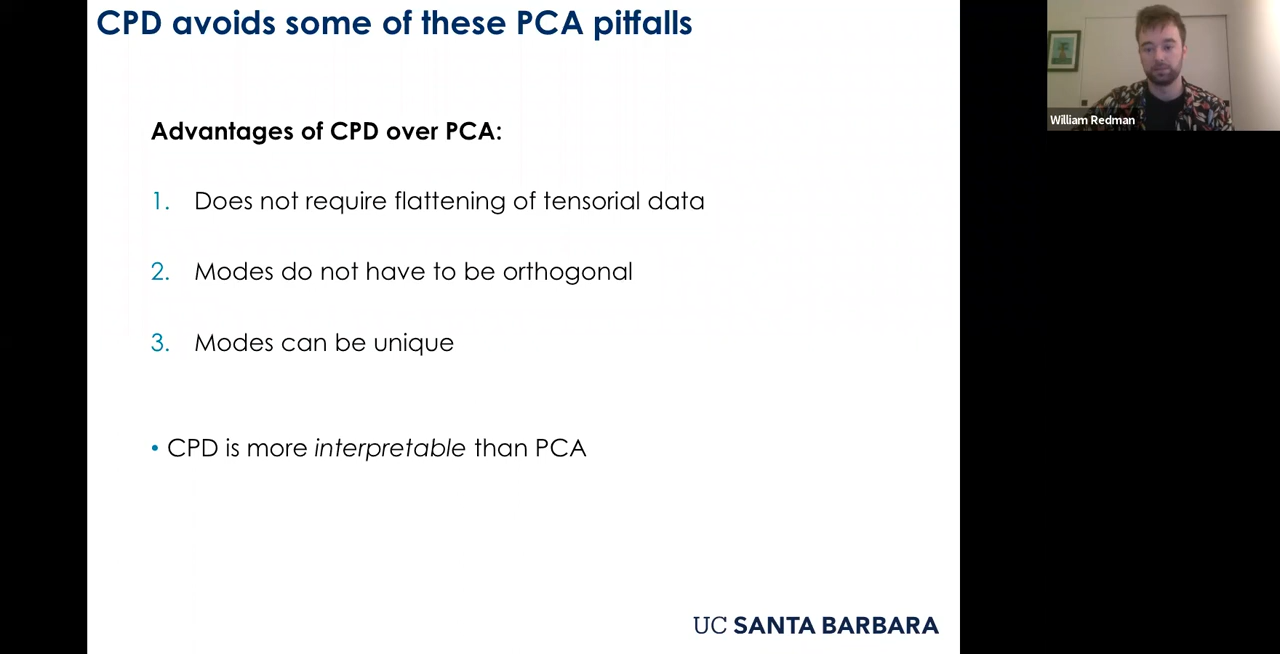 CPD avoids some of these PCA pitfalls
William Redman
Advantages of CPD over PCA:
1. Does not require flattening of tensorial data
2. Modes do not have to be orthogonal
3. Modes can be unique
• CPD is more interpretable than PCA
UC SANTA BARBARA